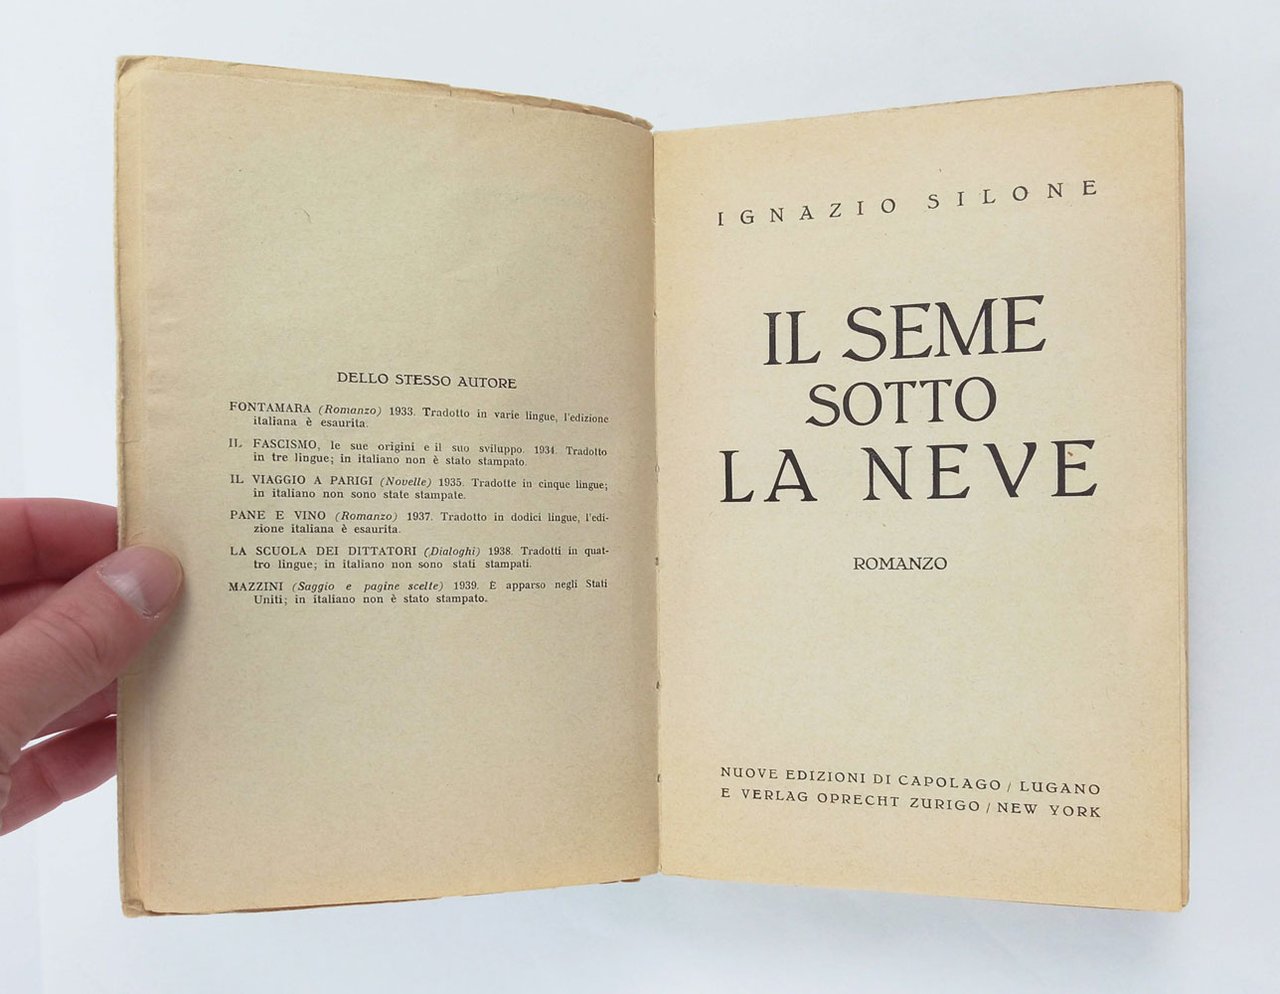 DELLO STESSO AUTORE
FONTAMARA (Romanzo) 1933. Tradotto in varie lingue, l'edizione
italiana è esaurita.
IL FASCISMO, le sue origini e il suo sviluppo. 1934. Tradotto
in tre lingue; in italiano non è stato stampato.
IL VIAGGIO A PARIGI (Novelle) 1935. Tradotte in cinque lingue;
in italiano non sono state stampate.
PANE E VINO (Romanzo) 1937. Tradotto in dodici lingue, l'edi-
zione italiana è esaurita.
LA SCUOLA DEI DITTATORI (Dialoghi) 1938. Tradotti in quat-
tro lingue; in italiano non sono stati stampati.
MAZZINI (Saggio e pagine scelte) 1939. È apparso negli Stati
Uniti; in italiano non è stato stampato.
IGNAZIO SILONE
IL SEME
SOTTO
LA NEVE
ROMANZO
NUOVE EDIZIONI DI CAPOLAGO / LUGANO
E VERLAG OPRECHT ZURIGO / NEW YORK